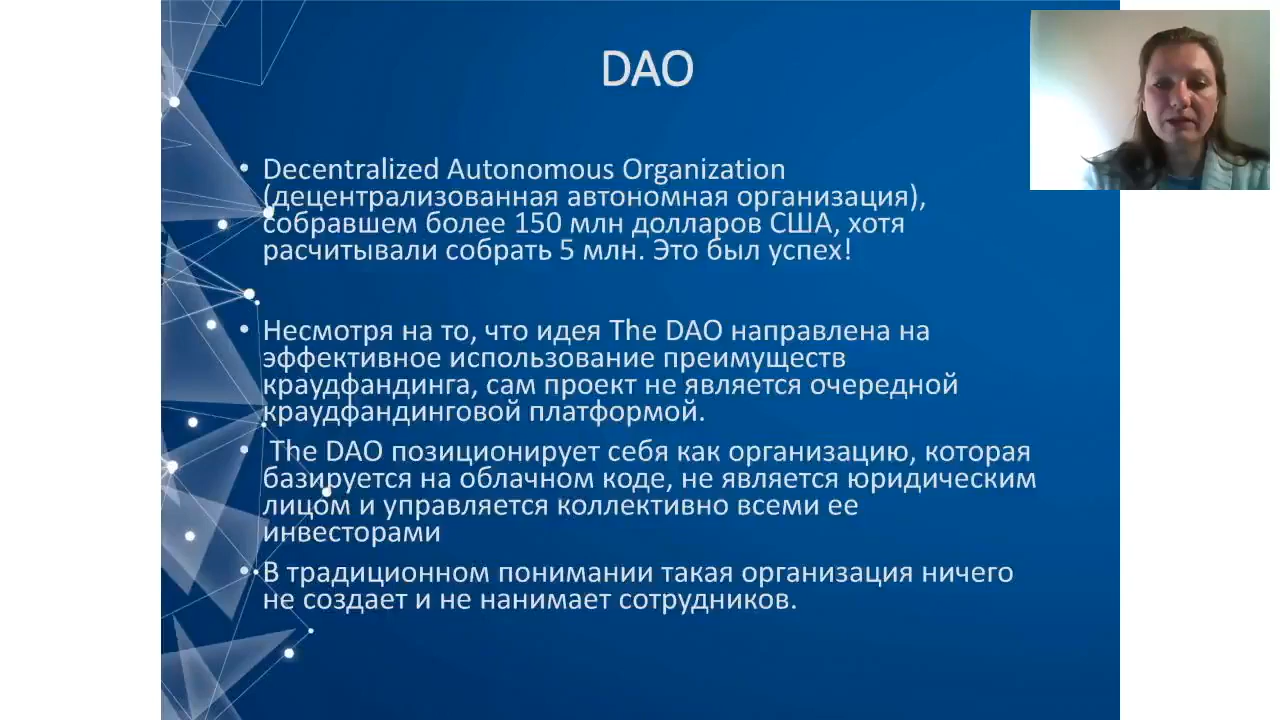 DAO
• Decentralized Autonomous Organization
(децентрализованная автономная организация),
собравшем более 150 млн долларов США, хотя
расчитывали собрать 5 млн. Это был успех!
• Несмотря на то, что идея The DAO направлена на
эффективное использование преимуществ
краудфандинга, сам проект не является очередной
краудфандинговой платформой.
• The DAO позиционирует себя как организацию, которая
базируется на облачном коде, не является юридическим
лицом и управляется коллективно всеми ее
инвесторами
• В традиционном понимании такая организация ничего
не создает и не нанимает сотрудников.